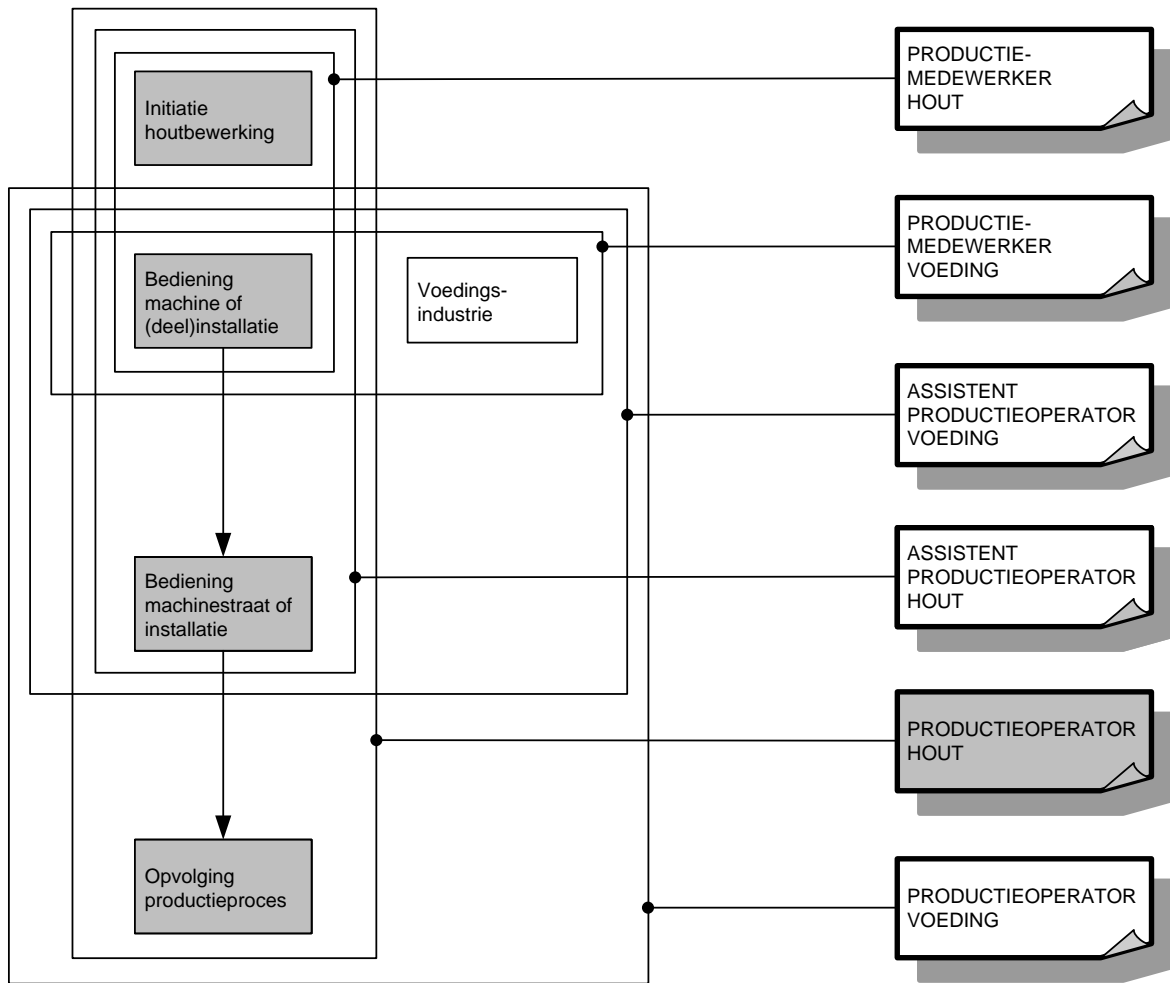 Initiatie
houtbewerking
PRODUCTIE-
MEDEWERKER
HOUT
Bediening
machine of
(deel)installatie
Voedings-
industrie
PRODUCTIE-
MEDEWERKER
VOEDING
ASSISTENT
PRODUCTIEOPERATOR
VOEDING
Bediening
machinestraat of
installatie
ASSISTENT
PRODUCTIEOPERATOR
HOUT
PRODUCTIEOPERATOR
HOUT
Opvolging
productieproces
PRODUCTIEOPERATOR
VOEDING